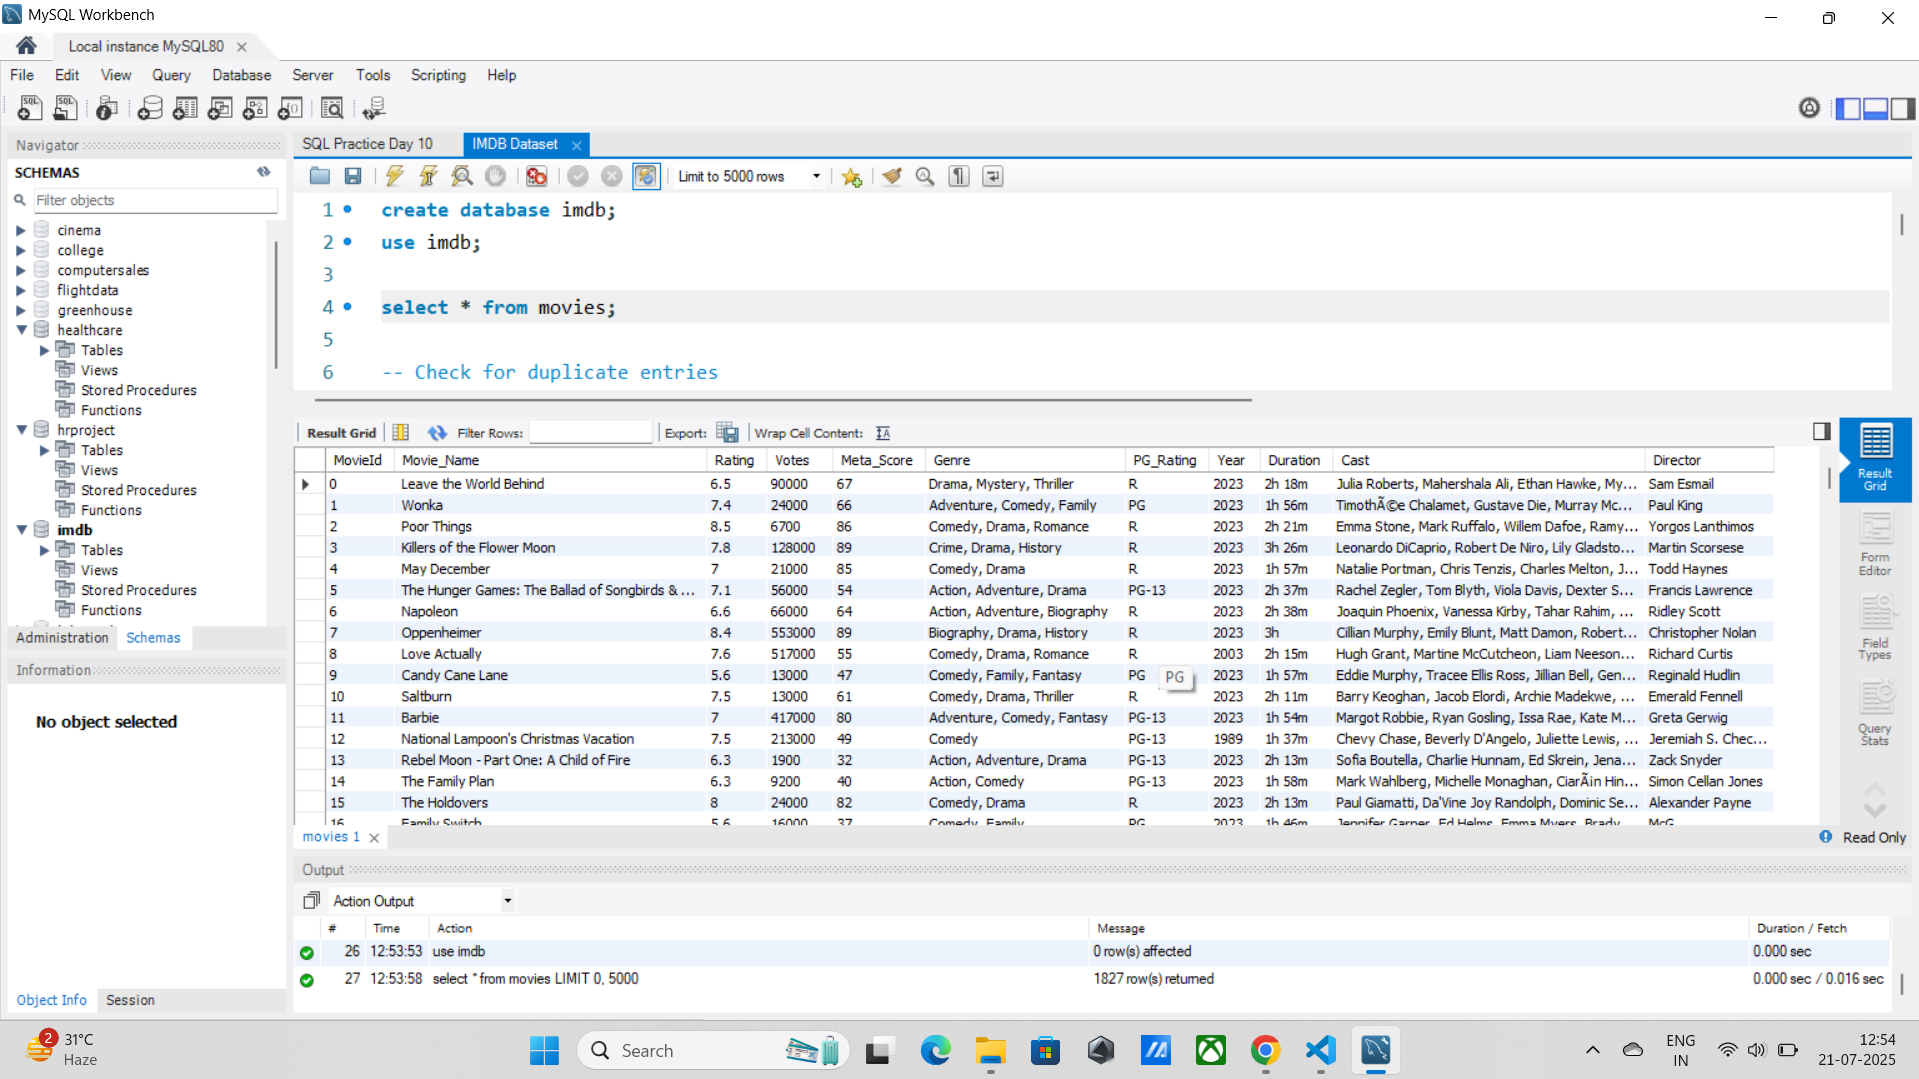 MySQL Workbench
Local instance MySQL80
File Edit View Query Database Server Tools Scripting Help
Navigator
SCHEMAS
Filter objects
cinema
college
computersales
flightdata
greenhouse
healthcare
Tables
Views
Stored Procedures
Functions
hrproject
Tables
Views
Stored Procedures
Functions
imdb
Tables
Views
Stored Procedures
Functions
Administration Schemas
Information
No object selected
Object Info Session
SQL Practice Day 10 IMDB Dataset
Limit to 5000 rows
1 create database imdb;
2 use imdb;
3
4 select * from movies;
5
6 -- Check for duplicate entries
Result Grid Filter Rows: Export: Wrap Cell Content:
MovieId Movie_Name Rating Votes Meta_Score Genre PG_Rating Year Duration Cast Director
0 Leave the World Behind 6.5 90000 67 Drama, Mystery, Thriller R 2023 2h 18m Julia Roberts, Mahershala Ali, Ethan Hawke, My... Sam Esmail
1 Wonka 7.4 24000 66 Adventure, Comedy, Family PG 2023 1h 56m TimothÃ©e Chalamet, Gustave Die, Murray Mc... Paul King
2 Poor Things 8.5 6700 86 Comedy, Drama, Romance R 2023 2h 21m Emma Stone, Mark Ruffalo, Willem Dafoe, Ramy... Yorgos Lanthimos
3 Killers of the Flower Moon 7.8 128000 89 Crime, Drama, History R 2023 3h 26m Leonardo DiCaprio, Robert De Niro, Lily Gladsto... Martin Scorsese
4 May December 7 21000 85 Comedy, Drama R 2023 1h 57m Natalie Portman, Chris Tenzis, Charles Melton, J... Todd Haynes
5 The Hunger Games: The Ballad of Songbirds & ... 7.1 56000 54 Action, Adventure, Drama PG-13 2023 2h 37m Rachel Zegler, Tom Blyth, Viola Davis, Dexter S... Francis Lawrence
6 Napoleon 6.6 66000 64 Action, Adventure, Biography R 2023 2h 38m Joaquin Phoenix, Vanessa Kirby, Tahar Rahim, ... Ridley Scott
7 Oppenheimer 8.4 553000 89 Biography, Drama, History R 2023 3h Cillian Murphy, Emily Blunt, Matt Damon, Robert... Christopher Nolan
8 Love Actually 7.6 517000 55 Comedy, Drama, Romance R 2003 2h 15m Hugh Grant, Martine McCutcheon, Liam Neeson... Richard Curtis
9 Candy Cane Lane 5.6 13000 47 Comedy, Family, Fantasy PG PG 2023 1h 57m Eddie Murphy, Tracee Ellis Ross, Jillian Bell, Gen... Reginald Hudlin
10 Saltburn 7.5 13000 61 Comedy, Drama, Thriller R 2023 2h 11m Barry Keoghan, Jacob Elordi, Archie Madekwe, ... Emerald Fennell
11 Barbie 7 417000 80 Adventure, Comedy, Fantasy PG-13 2023 1h 54m Margot Robbie, Ryan Gosling, Issa Rae, Kate M... Greta Gerwig
12 National Lampoon's Christmas Vacation 7.5 213000 49 Comedy PG-13 1989 1h 37m Chevy Chase, Beverly D'Angelo, Juliette Lewis, ... Jeremiah S. Chec...
13 Rebel Moon - Part One: A Child of Fire 6.3 1900 32 Action, Adventure, Drama PG-13 2023 2h 13m Sofia Boutella, Charlie Hunnam, Ed Skrein, Jena... Zack Snyder
14 The Family Plan 6.3 9200 40 Action, Comedy PG-13 2023 1h 58m Mark Wahlberg, Michelle Monaghan, CiarÃ¡n Hin... Simon Cellan Jones
15 The Holdovers 8 24000 82 Comedy, Drama R 2023 2h 13m Paul Giamatti, Da'Vine Joy Randolph, Dominic Se... Alexander Payne
16 Family Switch 5.6 16000 37 Comedy, Family PG 2023 1h 46m Jennifer Garner, Ed Helms, Emma Myers, Brady ... McG
Result Grid
Form Editor
Field Types
Query Stats
movies 1 Read Only
Output
Action Output
# Time Action Message Duration / Fetch
26 12:53:53 use imdb 0 row(s) affected 0.000 sec
27 12:53:58 select * from movies LIMIT 0, 5000 1827 row(s) returned 0.000 sec / 0.016 sec
2 31°C
Haze
Search
ENG
IN
12:54
21-07-2025